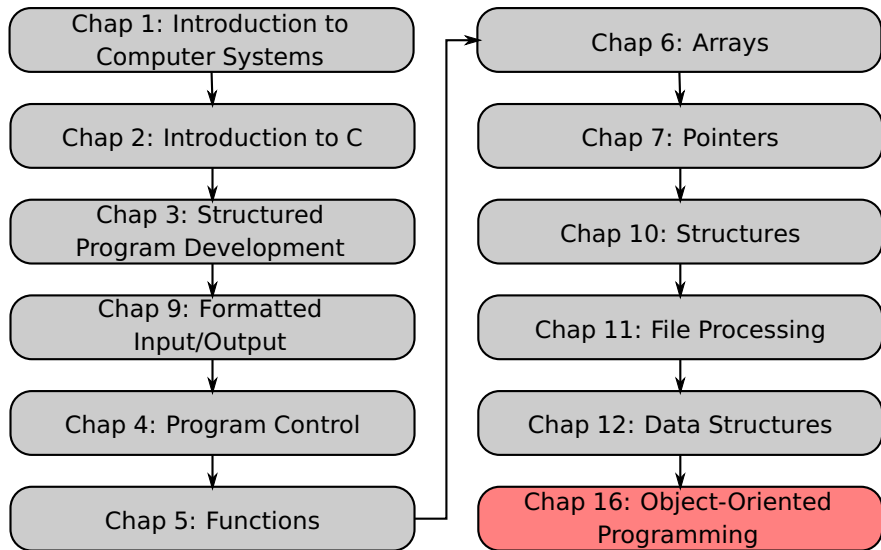 Chap 1: Introduction to
Computer Systems
Chap 2: Introduction to C
Chap 3: Structured
Program Development
Chap 9: Formatted
Input/Output
Chap 4: Program Control
Chap 5: Functions
Chap 6: Arrays
Chap 7: Pointers
Chap 10: Structures
Chap 11: File Processing
Chap 12: Data Structures
Chap 16: Object-Oriented
Programming